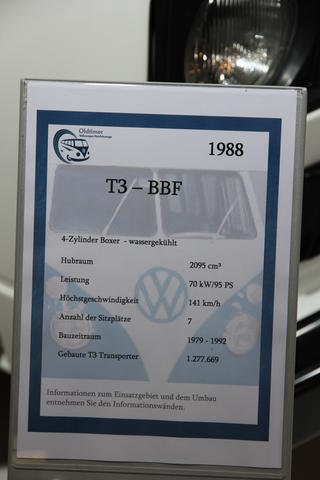 Oldtimer
Volkswagen Nutzfahrzeuge
1988
T3 – BBF
4-Zylinder Boxer - wassergekühlt
Hubraum 2095 cm³
Leistung 70 kW/95 PS
Höchstgeschwindigkeit 141 km/h
Anzahl der Sitzplätze 7
Bauzeitraum 1979 - 1992
Gebaute T3 Transporter 1.277.669
Informationen zum Einsatzgebiet und dem Umbau
entnehmen Sie den Informationswänden.